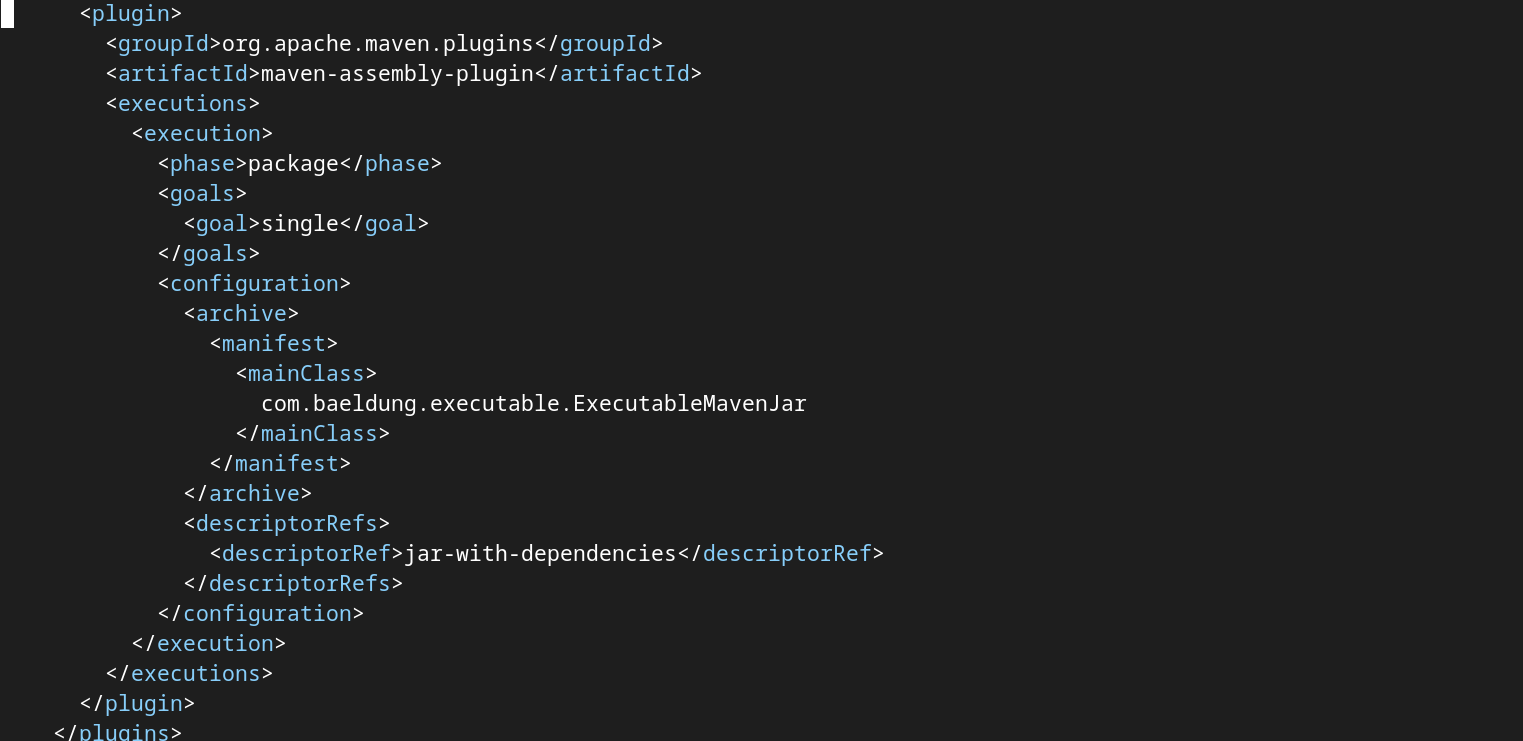 <plugin>
<groupId>org.apache.maven.plugins</groupId>
<artifactId>maven-assembly-plugin</artifactId>
<executions>
<execution>
<phase>package</phase>
<goals>
<goal>single</goal>
</goals>
<configuration>
<archive>
<manifest>
<mainClass>
com.baeldung.executable.ExecutableMavenJar
</mainClass>
</manifest>
</archive>
<descriptorRefs>
<descriptorRef>jar-with-dependencies</descriptorRef>
</descriptorRefs>
</configuration>
</execution>
</executions>
</plugin>
</plugins>